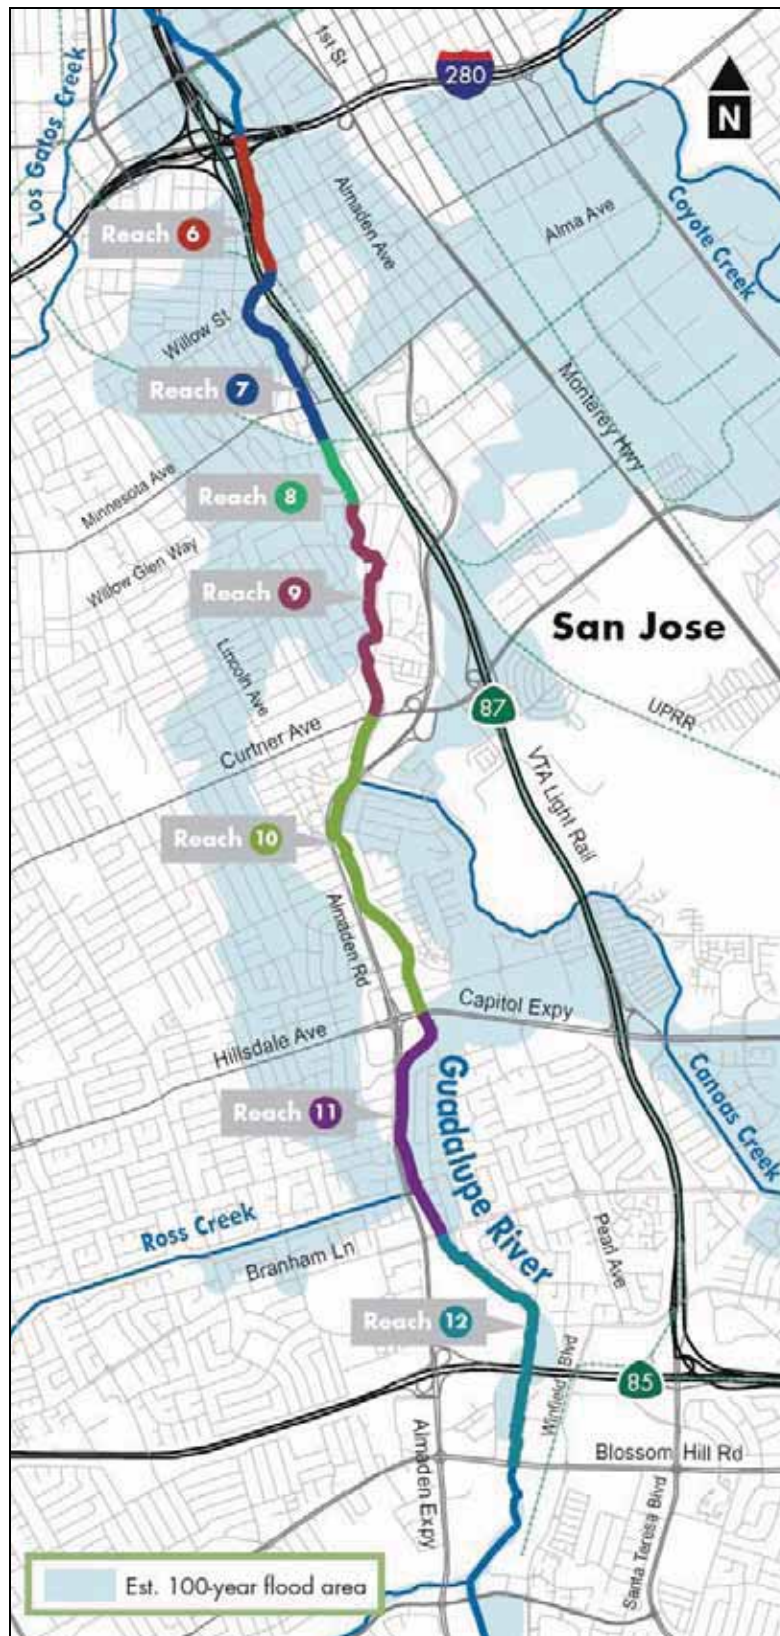 1st St
280
N
Los Gatos Creek
Almaden Ave
Alma Ave
Coyote Creek
Reach 6
Willow St
Reach 7
Monterey Hwy
Minnesota Ave
Reach 8
Willow Glen Way
Reach 9
San Jose
Lincoln Ave
87
UPRR
Curtner Ave
VTA Light Rail
Reach 10
Almaden Rd
Capitol Expy
Hillsdale Ave
Guadalupe River
Canoas Creek
Reach 11
Ross Creek
Branham Ln
Pearl Ave
Reach 12
Winfield Blvd
85
Almaden Expy
Blossom Hill Rd
Santa Teresa Blvd
Est. 100-year flood area